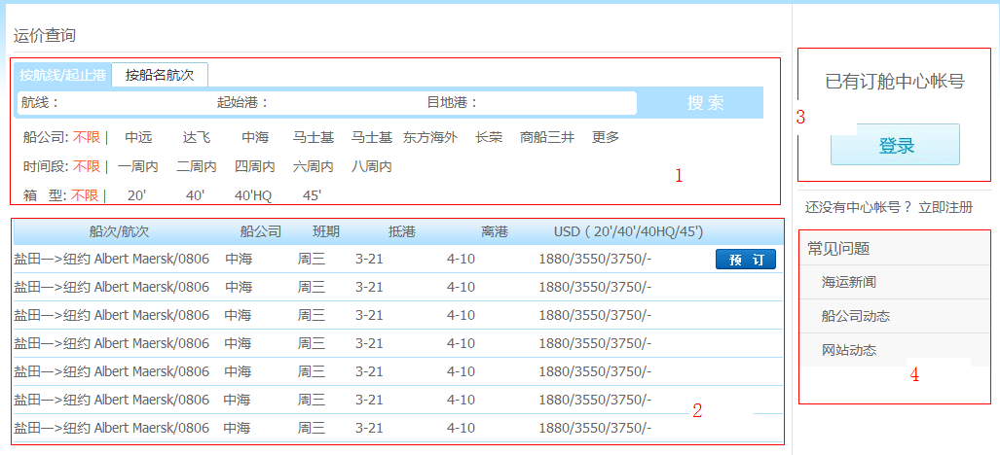 运价查询
按航线/起止港 按船名航次
航线： 起始港： 目地港： 搜 索
船公司: 不限 | 中远 达飞 中海 马士基 马士基 东方海外 长荣 商船三井 更多
时间段: 不限 | 一周内 二周内 四周内 六周内 八周内
箱 型: 不限 | 20' 40' 40'HQ 45'
1
船次/航次 船公司 班期 抵港 离港 USD ( 20'/40'/40HQ/45')
盐田—>纽约 Albert Maersk/0806 中海 周三 3-21 4-10 1880/3550/3750/- 预 订
盐田—>纽约 Albert Maersk/0806 中海 周三 3-21 4-10 1880/3550/3750/-
盐田—>纽约 Albert Maersk/0806 中海 周三 3-21 4-10 1880/3550/3750/-
盐田—>纽约 Albert Maersk/0806 中海 周三 3-21 4-10 1880/3550/3750/-
盐田—>纽约 Albert Maersk/0806 中海 周三 3-21 4-10 1880/3550/3750/-
盐田—>纽约 Albert Maersk/0806 中海 周三 3-21 4-10 1880/3550/3750/-
盐田—>纽约 Albert Maersk/0806 中海 周三 3-21 4-10 1880/3550/3750/-
2
已有订舱中心帐号
3
登录
还没有中心帐号？ 立即注册
常见问题
海运新闻
船公司动态
网站动态
4